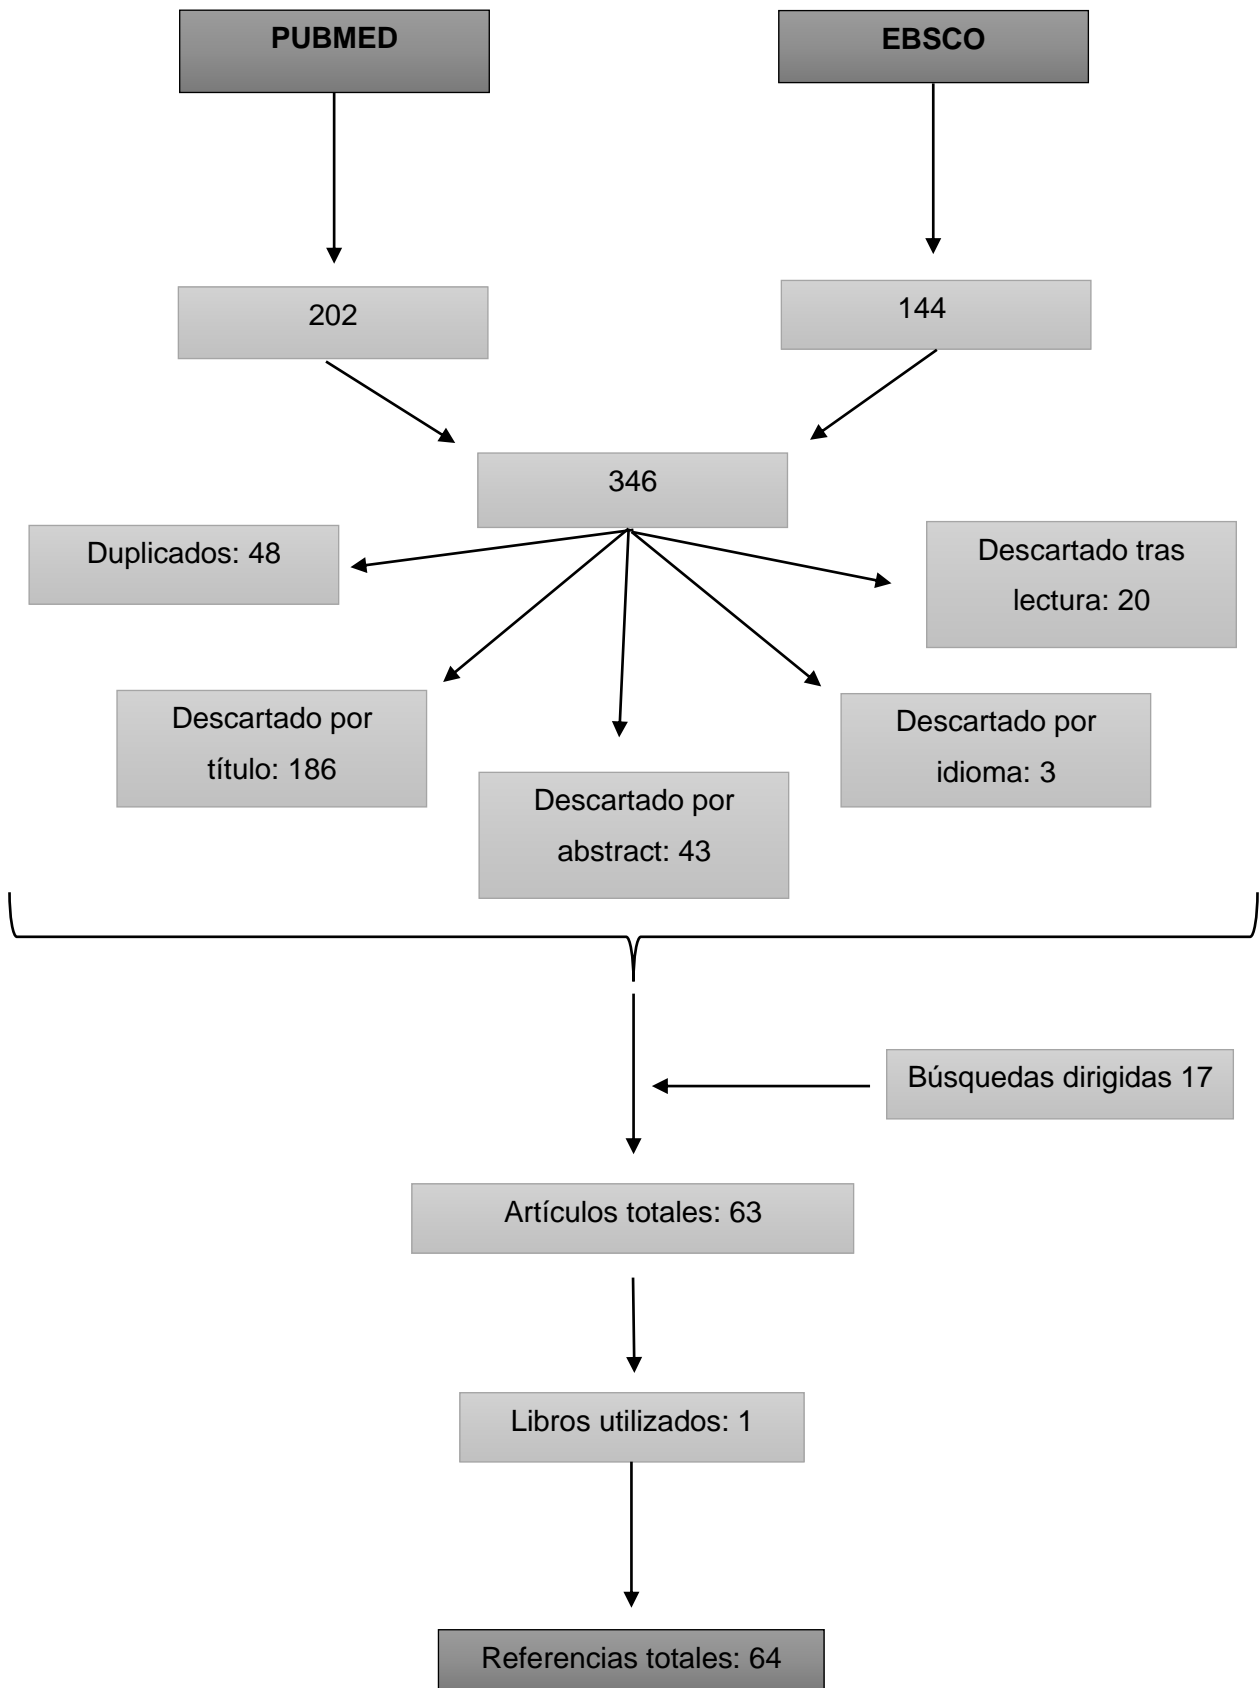 PUBMED
EBSCO
202
144
346
Duplicados: 48
Descartado tras
lectura: 20
Descartado por
título: 186
Descartado por
idioma: 3
Descartado por
abstract: 43
Búsquedas dirigidas 17
Artículos totales: 63
Libros utilizados: 1
Referencias totales: 64